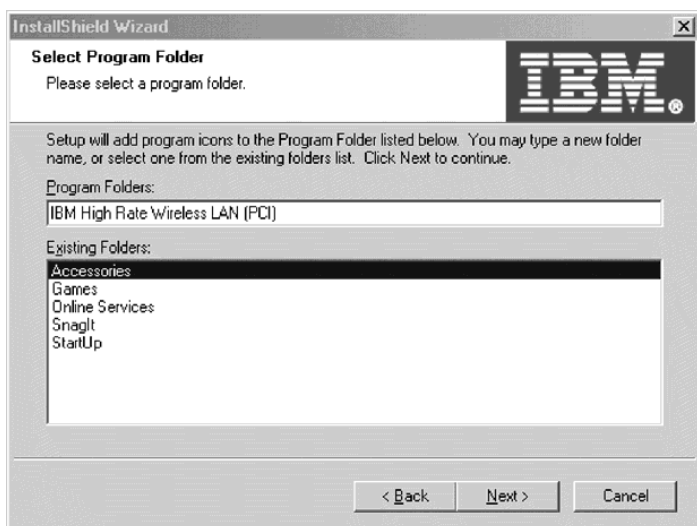 InstallShield Wizard
Select Program Folder
Please select a program folder.
IBM®
Setup will add program icons to the Program Folder listed below. You may type a new folder
name, or select one from the existing folders list. Click Next to continue.
Program Folders:
IBM High Rate Wireless LAN (PCI)
Existing Folders:
Accessories
Games
Online Services
SnagIt
StartUp
< Back
Next >
Cancel